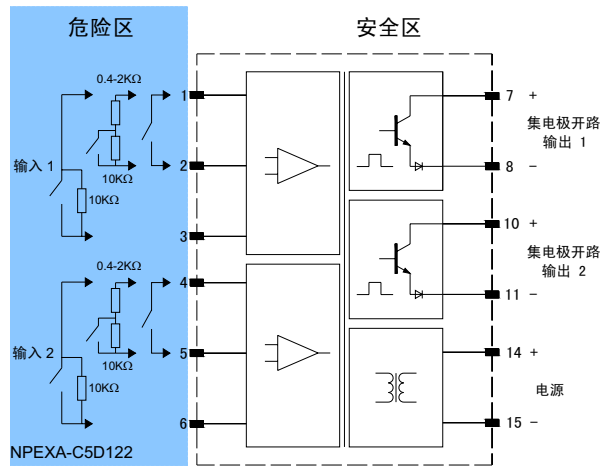 危险区
安全区
0.4-2KΩ
1
7 +
集电极开路
输出 1
输入 1
10KΩ
2
8 −
10KΩ
3
10 +
集电极开路
输出 2
0.4-2KΩ
4
11 −
输入 2
10KΩ
5
14 +
10KΩ
电源
6
15 −
NPEXA-C5D122